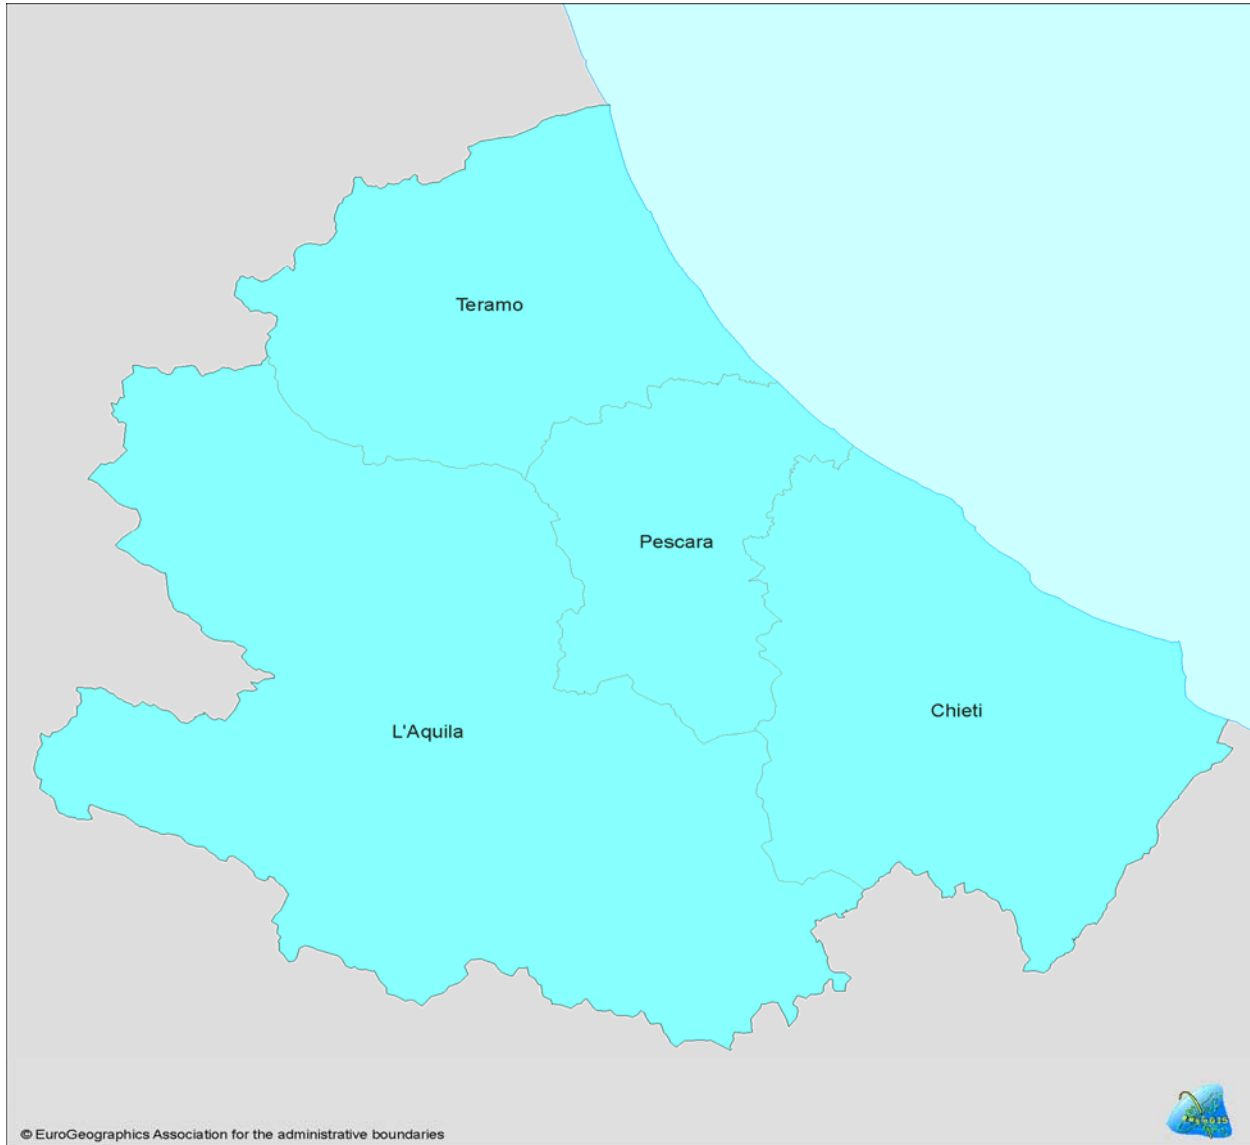 Teramo
Pescara
Chieti
L'Aquila
© EuroGeographics Association for the administrative boundaries